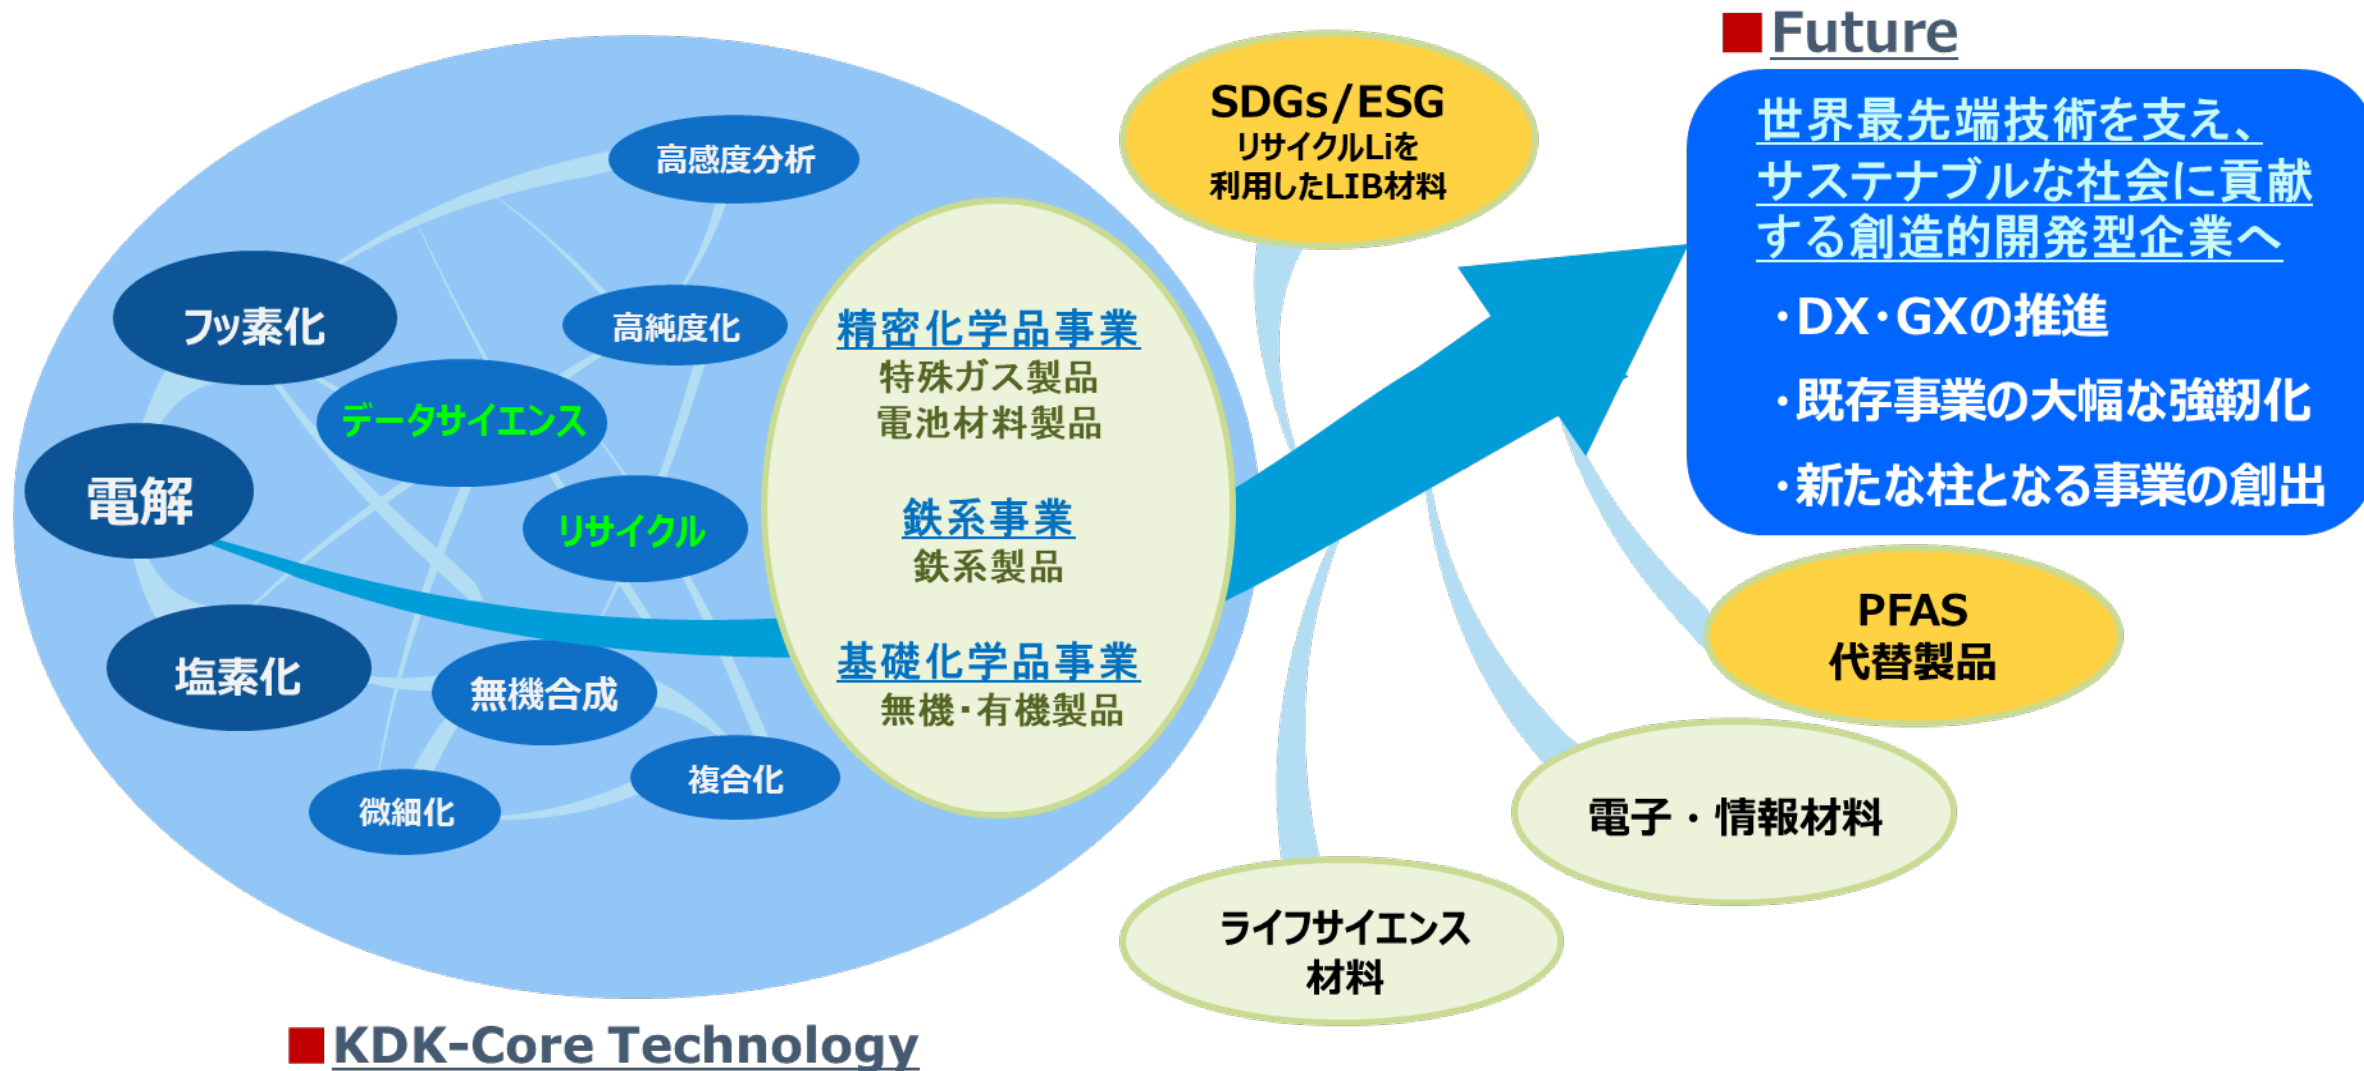 高感度分析
フッ素化
高純度化
データサイエンス
電解
リサイクル
塩素化
無機合成
微細化
複合化
精密化学品事業
特殊ガス製品
電池材料製品
鉄系事業
鉄系製品
基礎化学品事業
無機・有機製品
■KDK-Core Technology
SDGs/ESG
リサイクルLiを
利用したLIB材料
■Future
世界最先端技術を支え、
サステナブルな社会に貢献
する創造的開発型企業へ
・DX・GXの推進
・既存事業の大幅な強靭化
・新たな柱となる事業の創出
PFAS
代替製品
電子・情報材料
ライフサイエンス
材料